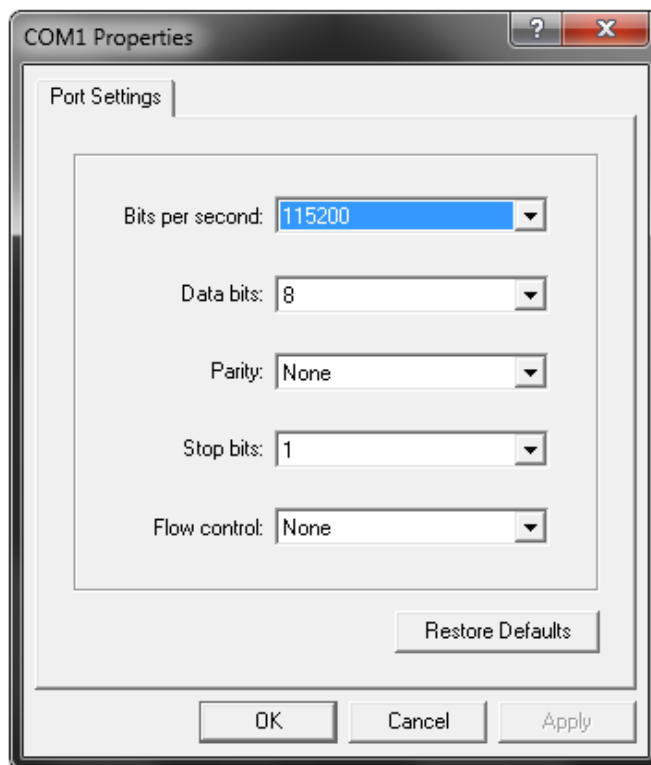 COM1 Properties
?
Port Settings
Bits per second: 115200
Data bits: 8
Parity: None
Stop bits: 1
Flow control: None
Restore Defaults
OK Cancel Apply